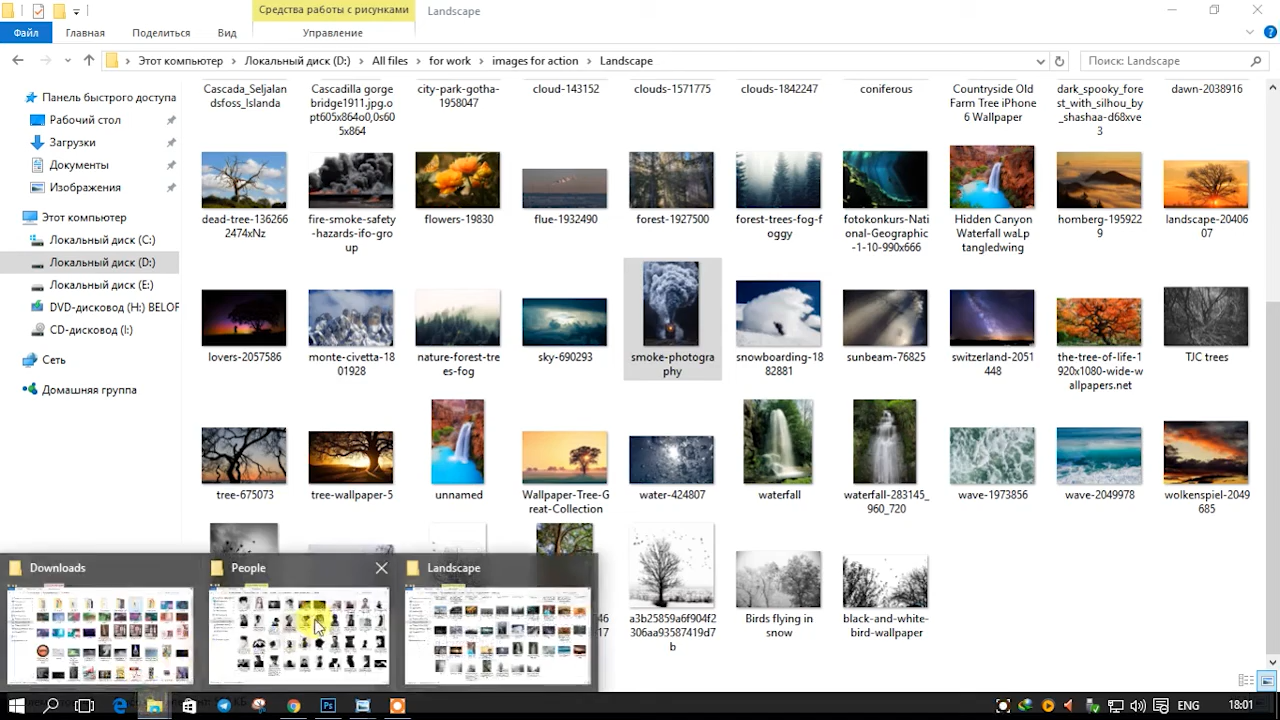 Средства работы с рисунками
Landscape
Файл
Главная
Поделиться
Вид
Управление
Этот компьютер
Локальный диск (D:)
All files
for work
images for action
Landscape
Поиск: Landscape
Панель быстрого доступа
Рабочий стол
Загрузки
Документы
Изображения
Этот компьютер
Локальный диск (C:)
Локальный диск (D:)
Локальный диск (E:)
DVD-дисковод (H:) BELOF
CD-дисковод (I:)
Сеть
Домашняя группа
Cascada_Seljalan
dsfoss_Islanda
Cascadilla gorge
bridge1911.jpg.o
pt605x864o0,0s60
5x864
city-park-gotha-
1958047
cloud-143152
clouds-1571775
clouds-1842247
coniferous
Countryside Old
Farm Tree iPhone
6 Wallpaper
dark_spooky_fore
st_with_silhou_by
_shashaa-d68xve
3
dawn-2038916
dead-tree-136266
2474xNz
fire-smoke-safety
-hazards-ifo-gro
up
flowers-19830
flue-1932490
forest-1927500
forest-trees-fog-f
oggy
fotokonkurs-Nati
onal-Geographic
-1-10-990x666
Hidden Canyon
Waterfall waLp
tangledwing
homberg-195922
9
landscape-20406
07
lovers-2057586
monte-civetta-18
01928
nature-forest-tre
es-fog
sky-690293
smoke-photogra
phy
snowboarding-18
82881
sunbeam-76825
switzerland-2051
448
the-tree-of-life-1
920x1080-wide-w
allpapers.net
TJC trees
tree-675073
tree-wallpaper-5
unnamed
Wallpaper-Tree-G
reat-Collection
water-424807
waterfall
waterfall-283145_
960_720
wave-1973856
wave-2049978
wolkenspiel-2049
685
a3b25859a6f904f2
306aa93587419d7
b
Birds flying in
snow
black-and-white-
bird-wallpaper
Downloads
People
Landscape
ENG
18:01